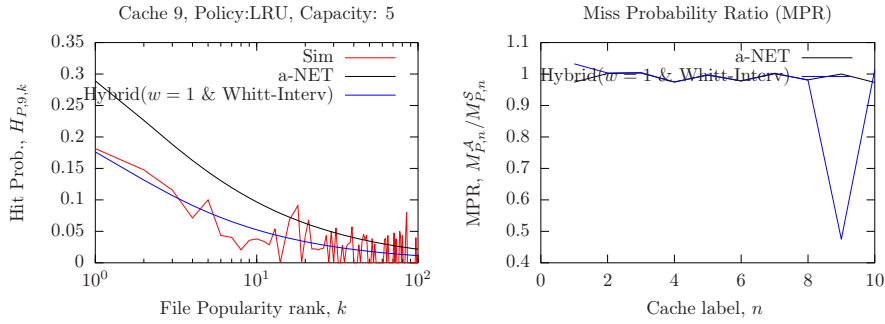 Cache 9, Policy:LRU, Capacity: 5
Hit Prob., H_{P,9,k}
0.35
0.3
0.25
0.2
0.15
0.1
0.05
0
Sim
a-NET
Hybrid(w = 1 & Whitt-Interv)
10^0
10^1
10^2
File Popularity rank, k
Miss Probability Ratio (MPR)
MPR, M^A_{P,n}/M^S_{P,n}
1.1
1
0.9
0.8
0.7
0.6
0.5
0.4
a-NET
Hybrid(w = 1 & Whitt-Interv)
0
2
4
6
8
10
Cache label, n